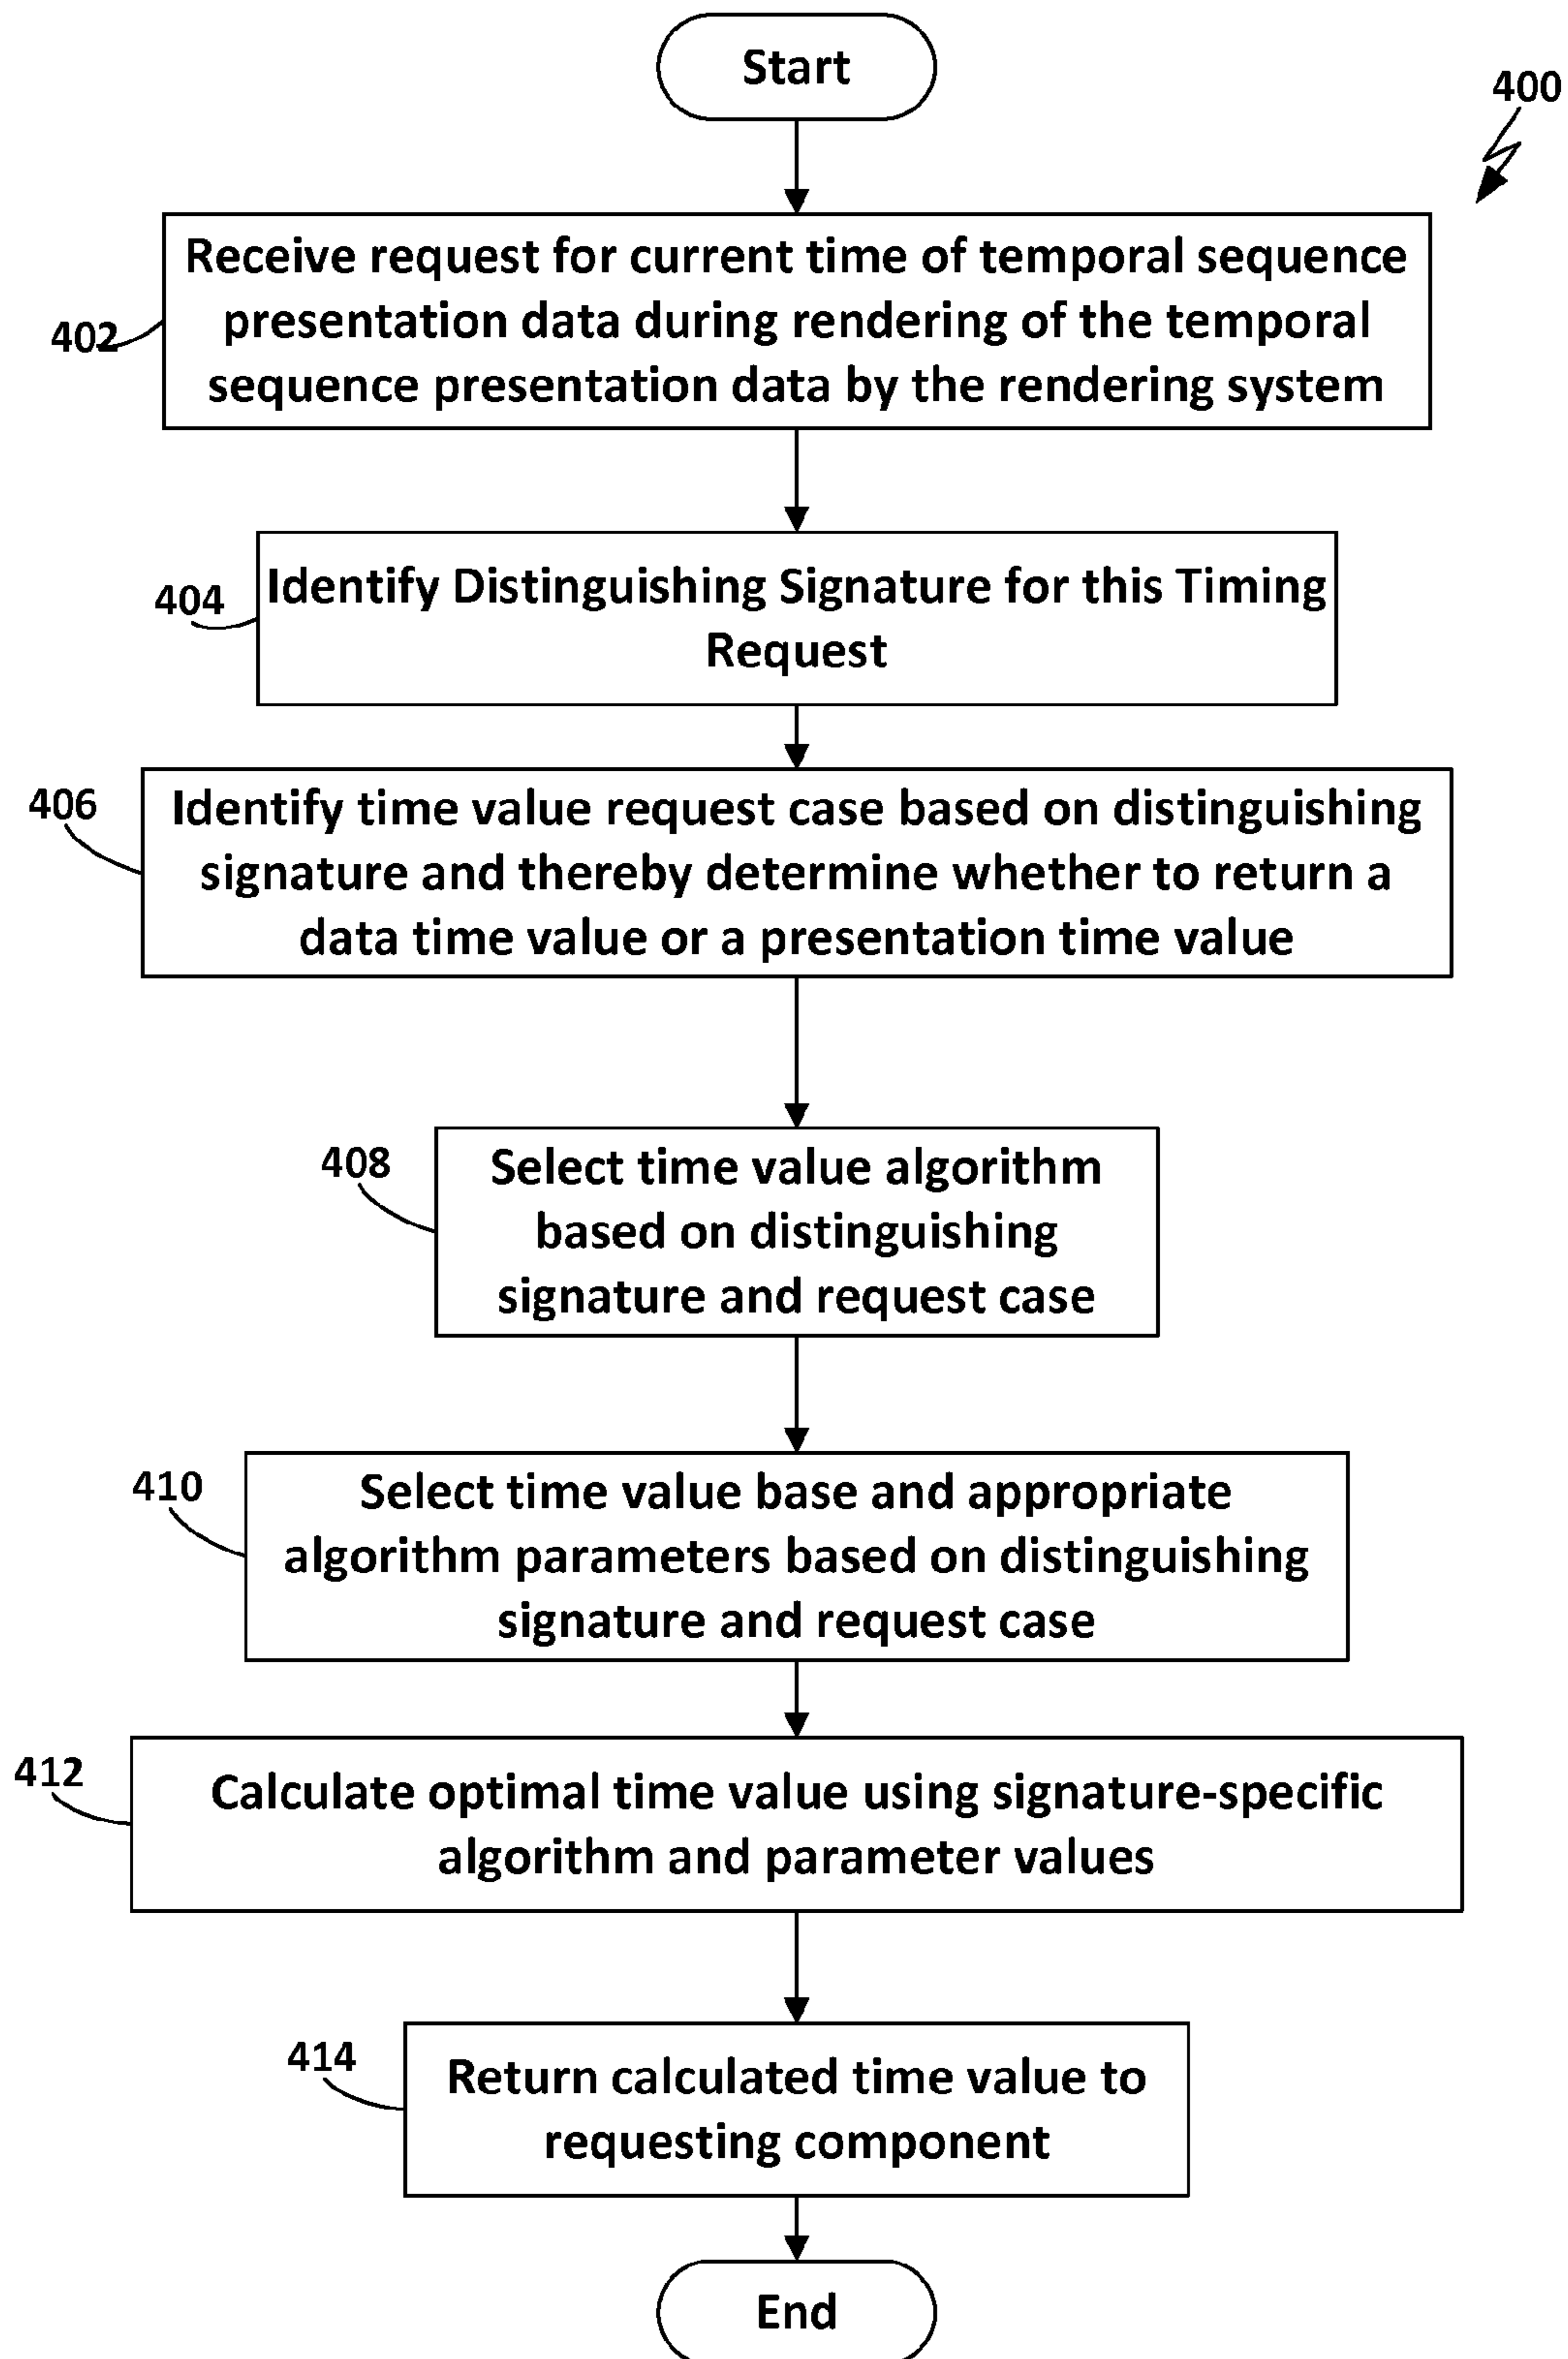 Start
400
Receive request for current time of temporal sequence
presentation data during rendering of the temporal
sequence presentation data by the rendering system
402
Identify Distinguishing Signature for this Timing
Request
404
406
Identify time value request case based on distinguishing
signature and thereby determine whether to return a
data time value or a presentation time value
408
Select time value algorithm
based on distinguishing
signature and request case
410
Select time value base and appropriate
algorithm parameters based on distinguishing
signature and request case
412
Calculate optimal time value using signature-specific
algorithm and parameter values
414
Return calculated time value to
requesting component
End